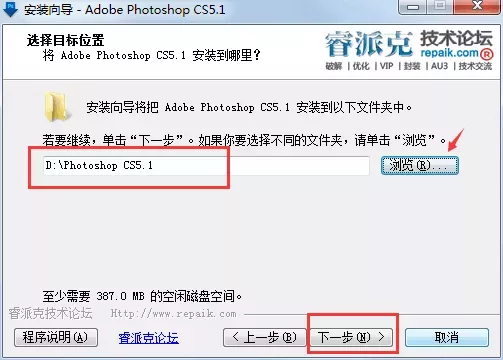 安装向导 - Adobe Photoshop CS5.1
选择目标位置
将 Adobe Photoshop CS5.1 安装到哪里？
睿派克 技术论坛
repaik.com®
破解 | 优化 | VIP | 封装 | AU3 | 技术交流
安装向导将把 Adobe Photoshop CS5.1 安装到以下文件夹中。
若要继续，单击“下一步”。如果你要选择不同的文件夹，请单击“浏览”。
D:\Photoshop CS5.1
浏览(R)...
至少需要 387.0 MB 的空闲磁盘空间。
睿派克技术论坛 Http://www.repaik.com
程序说明(A)
睿派克论坛
< 上一步(B)
下一步(N) >
取消